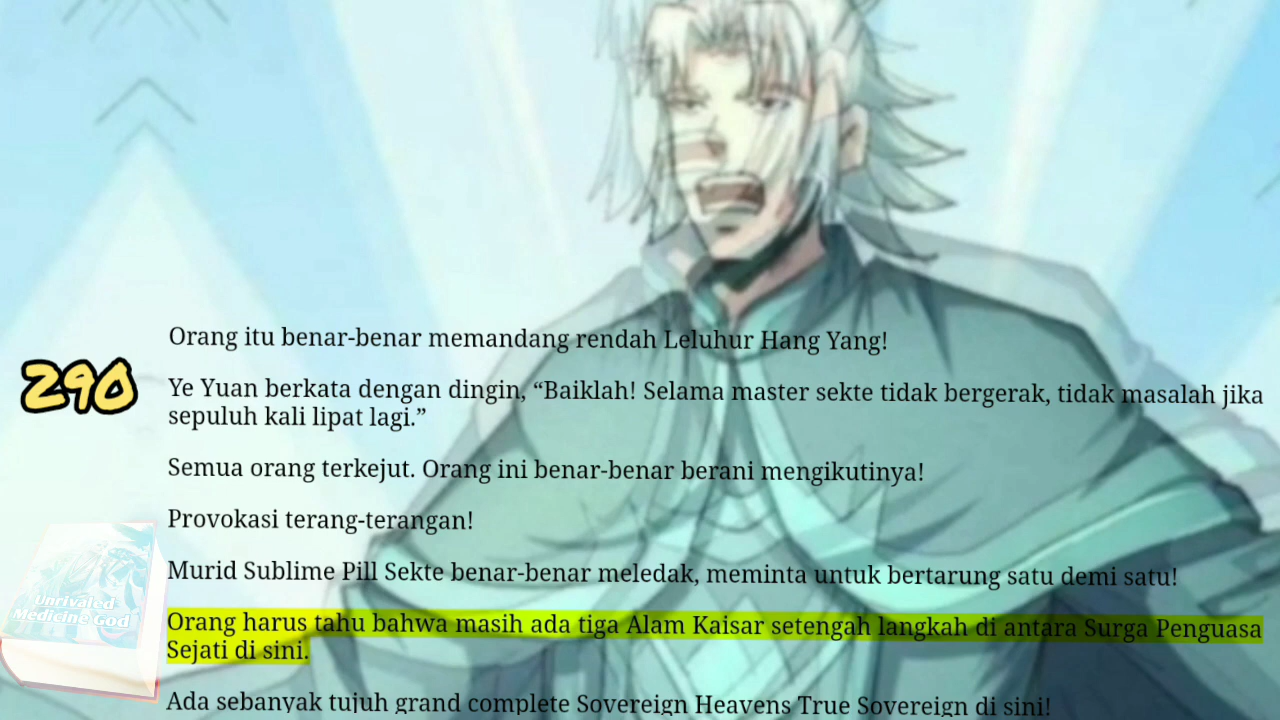 Orang itu benar-benar memandang rendah Leluhur Hang Yang!
290
Ye Yuan berkata dengan dingin, “Baiklah! Selama master sekte tidak bergerak, tidak masalah jika
sepuluh kali lipat lagi.”
Semua orang terkejut. Orang ini benar-benar berani mengikutinya!
Provokasi terang-terangan!
Murid Sublime Pill Sekte benar-benar meledak, meminta untuk bertarung satu demi satu!
Unrivaled
Medicine God
Orang harus tahu bahwa masih ada tiga Alam Kaisar setengah langkah di antara Surga Penguasa
Sejati di sini.
Ada sebanyak tujuh grand complete Sovereign Heavens True Sovereign di sini!